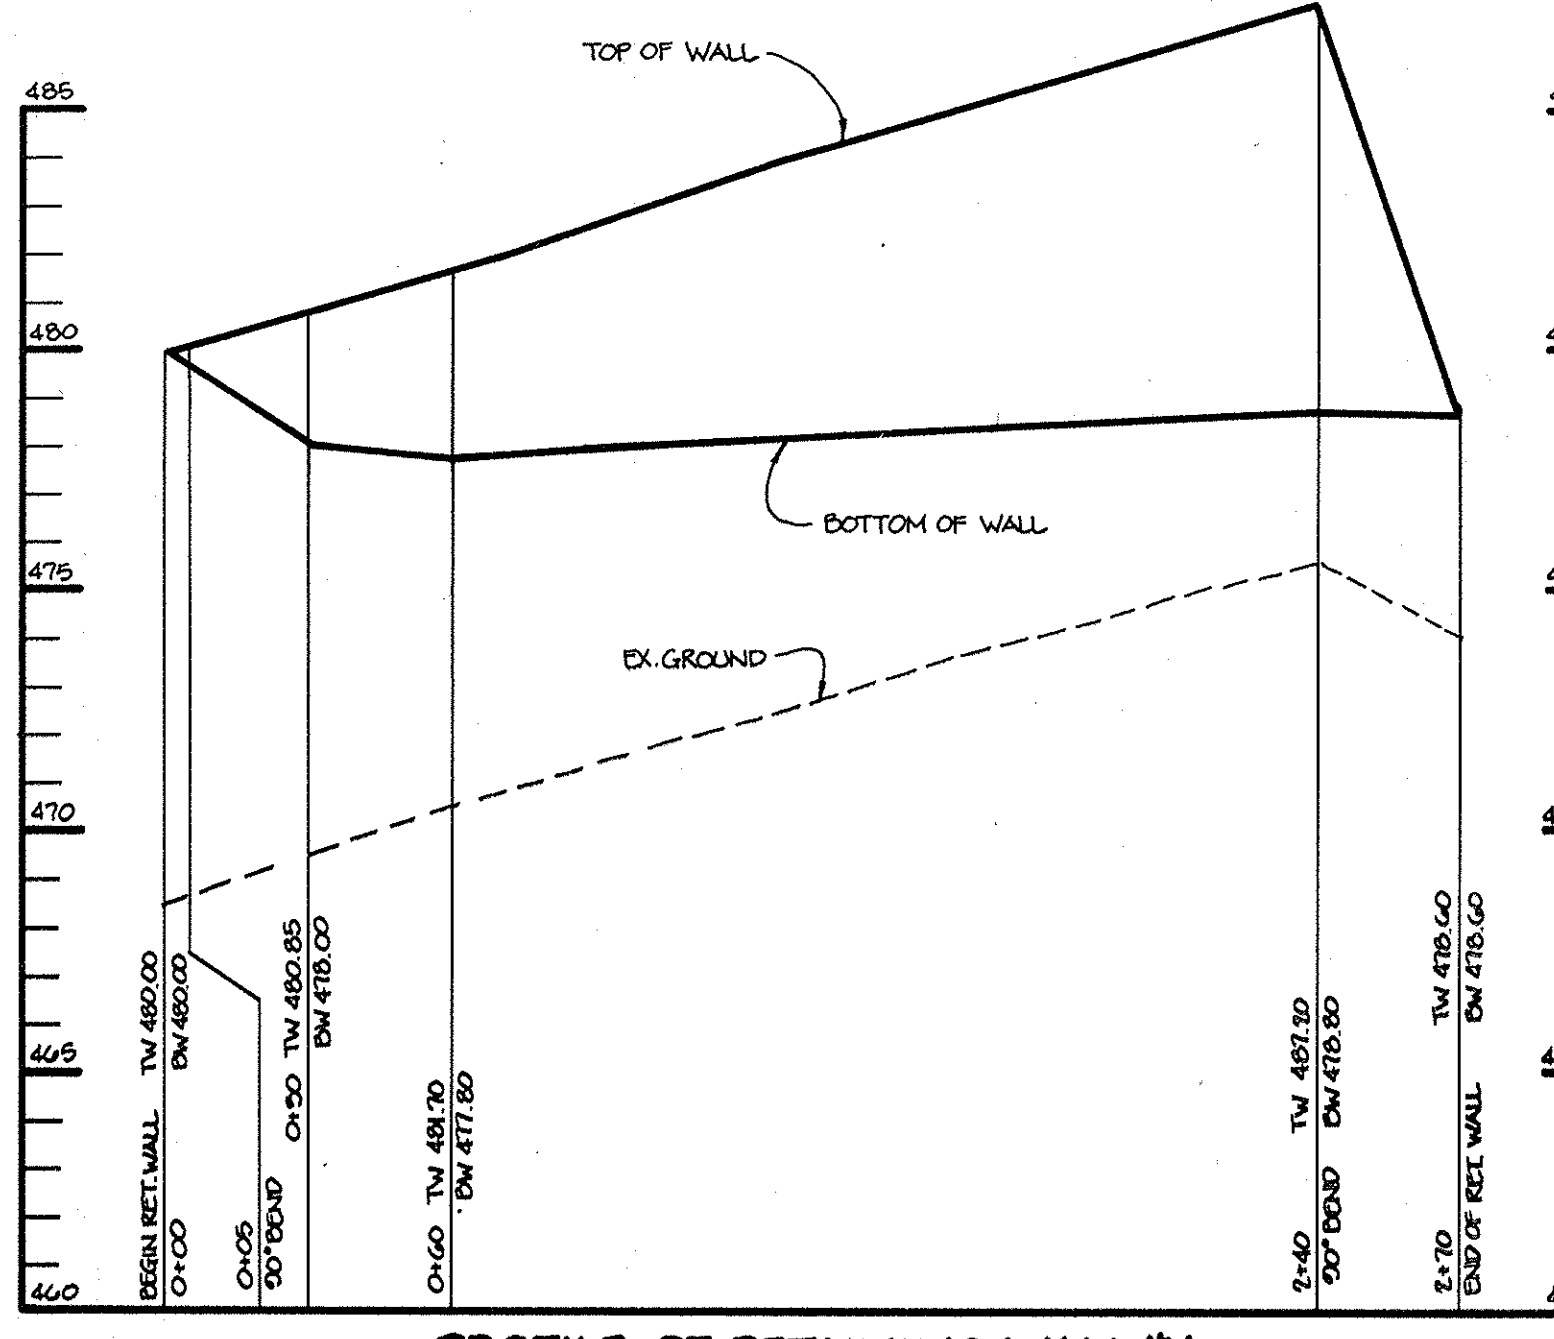 TOP OF WALL
485
480
BOTTOM OF WALL
475
EX. GROUND
470
465
460
BEGIN RET. WALL TW 480.00
0+00 BW 480.00
0+05
90° BEND
0+30 TW 480.85
BW 478.00
0+60 TW 481.70
BW 477.80
2+40 TW 487.20
90° BEND BW 478.80
2+70 TW 478.60
END OF RET. WALL BW 478.60